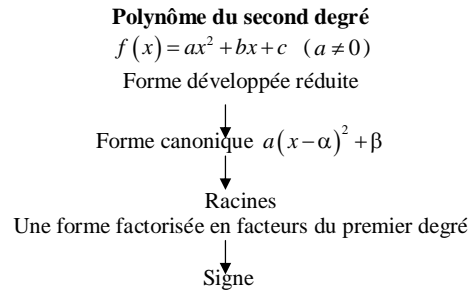 Polynôme du second degré
f(x) = ax² + bx + c (a ≠ 0)
Forme développée réduite
Forme canonique a(x − α)² + β
Racines
Une forme factorisée en facteurs du premier degré
Signe